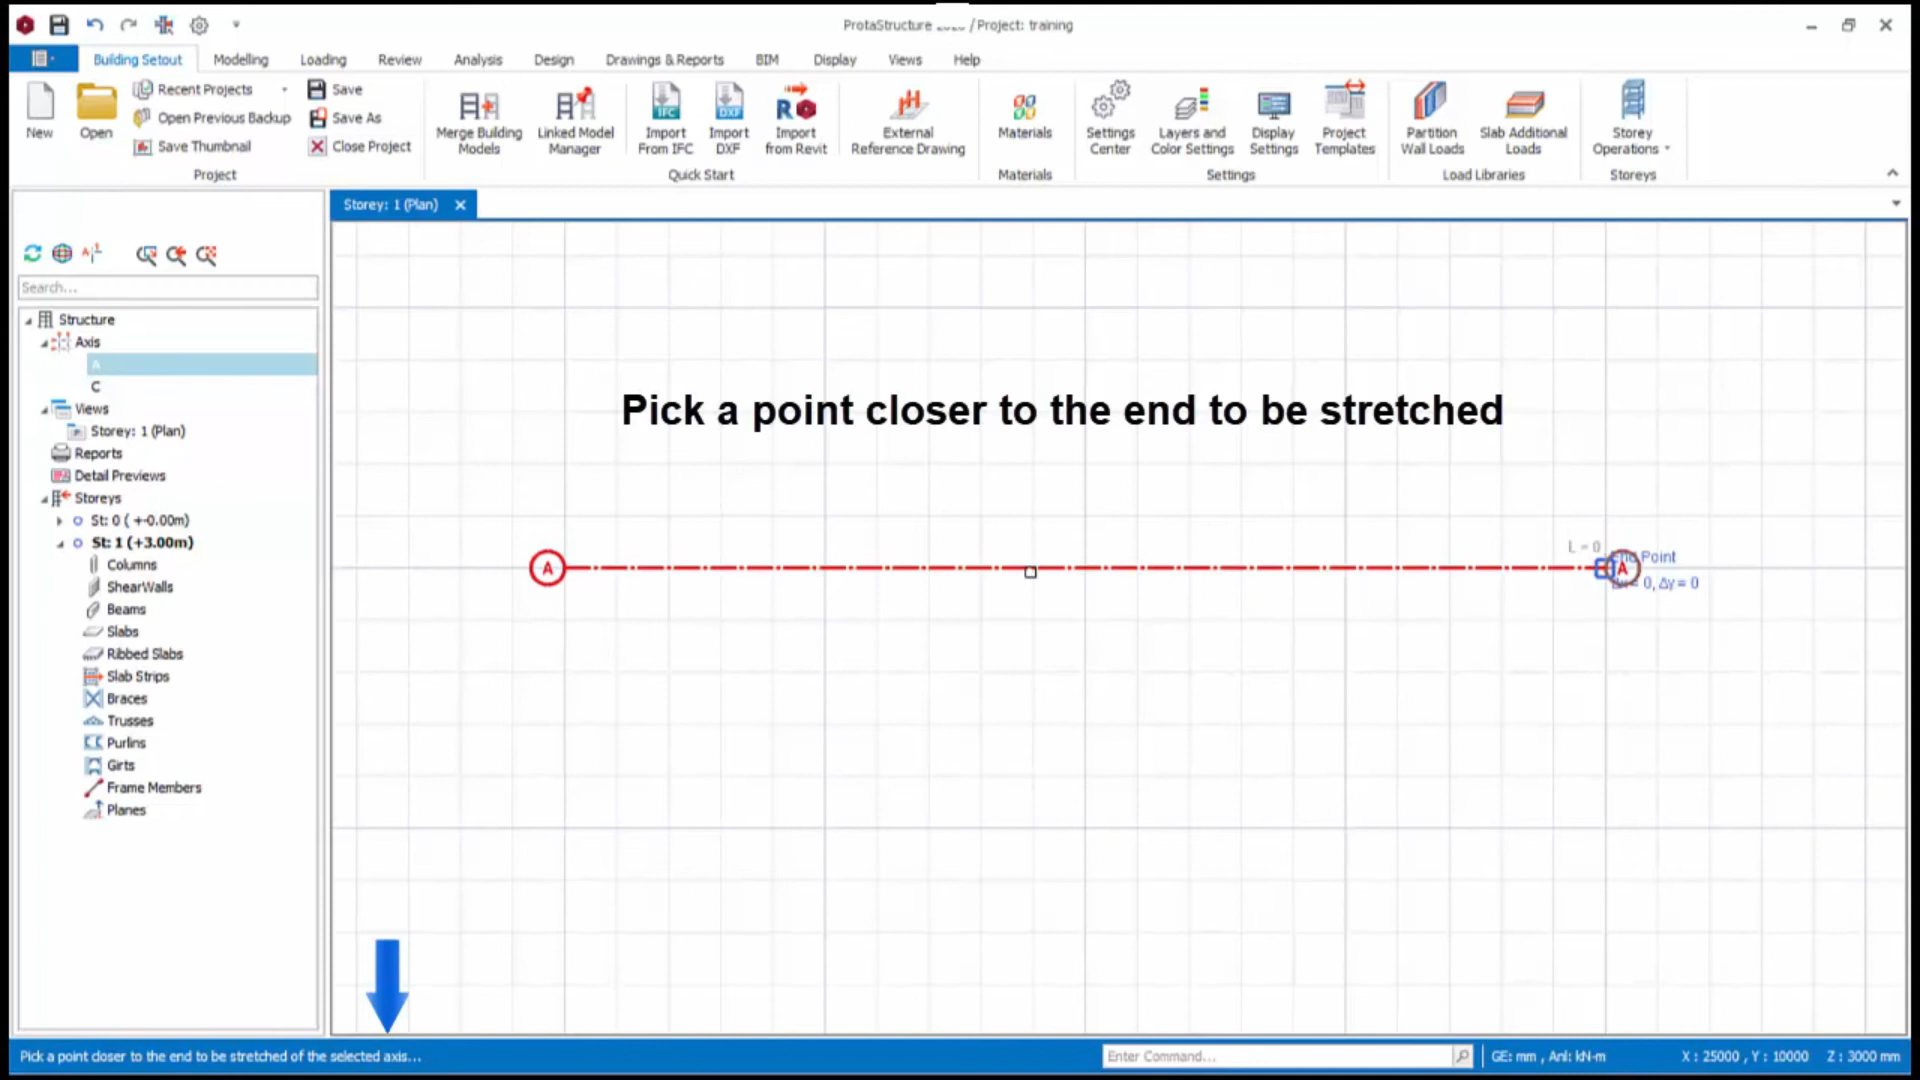 ProtaStructure / Project: training
Building Setout Modelling Loading Review Analysis Design Drawings & Reports BIM Display Views Help
New
Open
Recent Projects
Open Previous Backup
Save Thumbnail
Save
Save As
Close Project
Project
Merge Building
Models
Linked Model
Manager
IFC
Import
From IFC
DXF
Import
DXF
R
Import
from Revit
External
Reference Drawing
Quick Start
Materials
Materials
Settings
Center
Layers and
Color Settings
Display
Settings
Project
Templates
Settings
Partition
Wall Loads
Slab Additional
Loads
Load Libraries
Storey
Operations
Storeys
Storey: 1 (Plan)
Search...
Structure
Axis
A
C
Views
Storey: 1 (Plan)
Reports
Detail Previews
Storeys
St: 0 ( +-0.00m)
St: 1 (+3.00m)
Columns
ShearWalls
Beams
Slabs
Ribbed Slabs
Slab Strips
Braces
Trusses
Purlins
Girts
Frame Members
Planes
Pick a point closer to the end to be stretched
L = 0
End Point
A
A
= 0, Δy = 0
Pick a point closer to the end to be stretched of the selected axis...
Enter Command...
GE: mm , Anl: kN-m
X : 25000 , Y : 10000
Z : 3000 mm